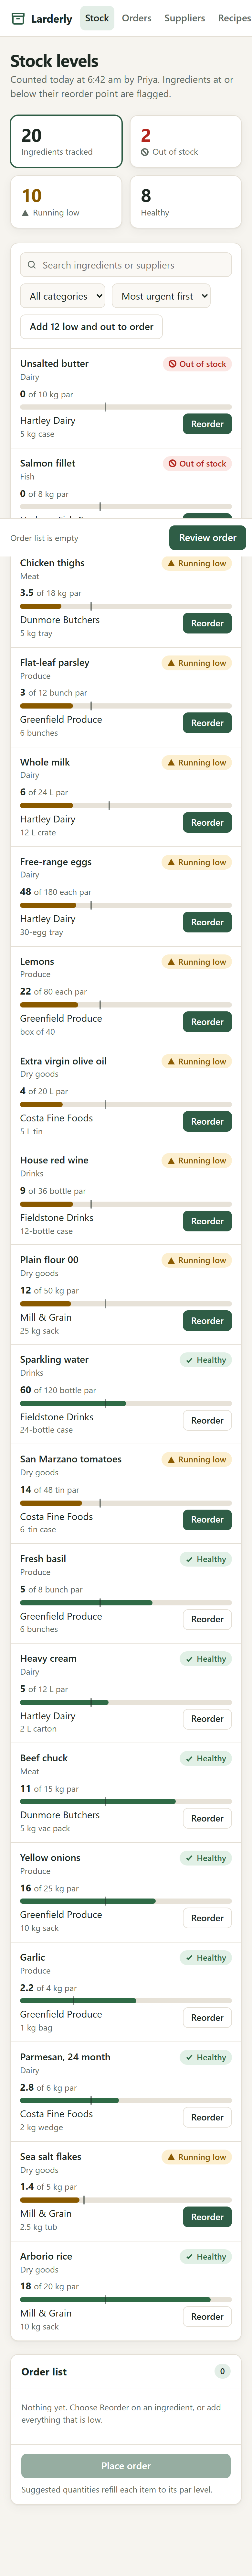 Larderly
Stock
Orders
Suppliers
Recipes
Stock levels
Counted today at 6:42 am by Priya. Ingredients at or
below their reorder point are flagged.
20
Ingredients tracked
2
Out of stock
10
Running low
8
Healthy
Search ingredients or suppliers
All categories
Most urgent first
Add 12 low and out to order
Unsalted butter
Out of stock
Dairy
0 of 10 kg par
Hartley Dairy
5 kg case
Reorder
Salmon fillet
Out of stock
Fish
0 of 8 kg par
Order list is empty
Review order
Chicken thighs
Running low
Meat
3.5 of 18 kg par
Dunmore Butchers
5 kg tray
Reorder
Flat-leaf parsley
Running low
Produce
3 of 12 bunch par
Greenfield Produce
6 bunches
Reorder
Whole milk
Running low
Dairy
6 of 24 L par
Hartley Dairy
12 L crate
Reorder
Free-range eggs
Running low
Dairy
48 of 180 each par
Hartley Dairy
30-egg tray
Reorder
Lemons
Running low
Produce
22 of 80 each par
Greenfield Produce
box of 40
Reorder
Extra virgin olive oil
Running low
Dry goods
4 of 20 L par
Costa Fine Foods
5 L tin
Reorder
House red wine
Running low
Drinks
9 of 36 bottle par
Fieldstone Drinks
12-bottle case
Reorder
Plain flour 00
Running low
Dry goods
12 of 50 kg par
Mill & Grain
25 kg sack
Reorder
Sparkling water
Healthy
Drinks
60 of 120 bottle par
Fieldstone Drinks
24-bottle case
Reorder
San Marzano tomatoes
Running low
Dry goods
14 of 48 tin par
Costa Fine Foods
6-tin case
Reorder
Fresh basil
Healthy
Produce
5 of 8 bunch par
Greenfield Produce
6 bunches
Reorder
Heavy cream
Healthy
Dairy
5 of 12 L par
Hartley Dairy
2 L carton
Reorder
Beef chuck
Healthy
Meat
11 of 15 kg par
Dunmore Butchers
5 kg vac pack
Reorder
Yellow onions
Healthy
Produce
16 of 25 kg par
Greenfield Produce
10 kg sack
Reorder
Garlic
Healthy
Produce
2.2 of 4 kg par
Greenfield Produce
1 kg bag
Reorder
Parmesan, 24 month
Healthy
Dairy
2.8 of 6 kg par
Costa Fine Foods
2 kg wedge
Reorder
Sea salt flakes
Running low
Dry goods
1.4 of 5 kg par
Mill & Grain
2.5 kg tub
Reorder
Arborio rice
Healthy
Dry goods
18 of 20 kg par
Mill & Grain
10 kg sack
Reorder
Order list
0
Nothing yet. Choose Reorder on an ingredient, or add
everything that is low.
Place order
Suggested quantities refill each item to its par level.